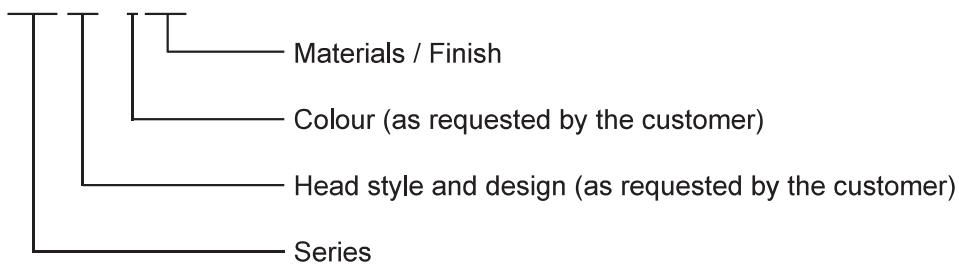 Materials / Finish
Colour (as requested by the customer)
Head style and design (as requested by the customer)
Series